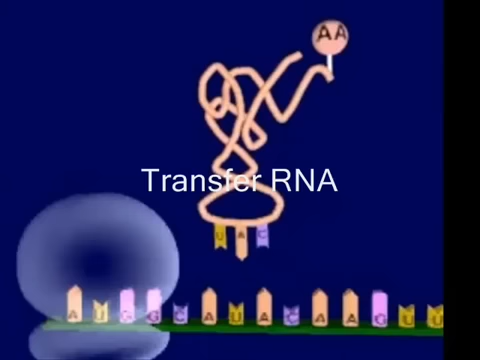 AA
Transfer RNA
U A C
A U G G C A U A C A A G U U